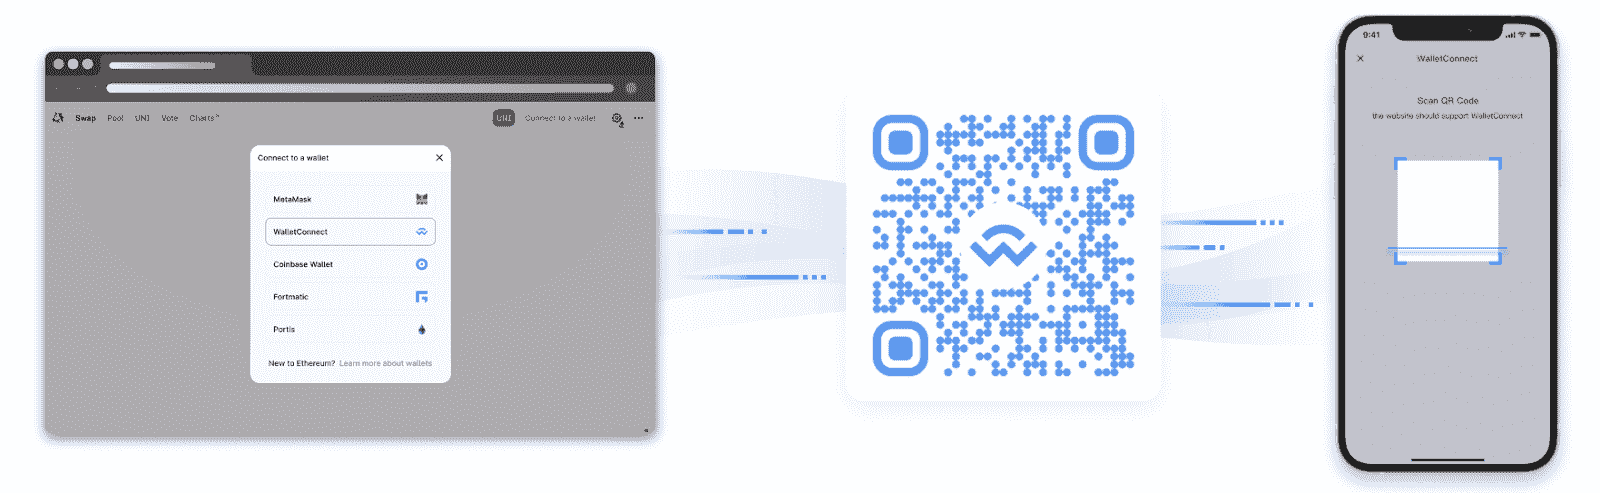 Swap Pool UNI Vote Charts
UNI Connect to a wallet
Connect to a wallet
MetaMask
WalletConnect
Coinbase Wallet
Fortmatic
Portis
New to Ethereum? Learn more about wallets
9:41
WalletConnect
Scan QR Code
the website should support WalletConnect